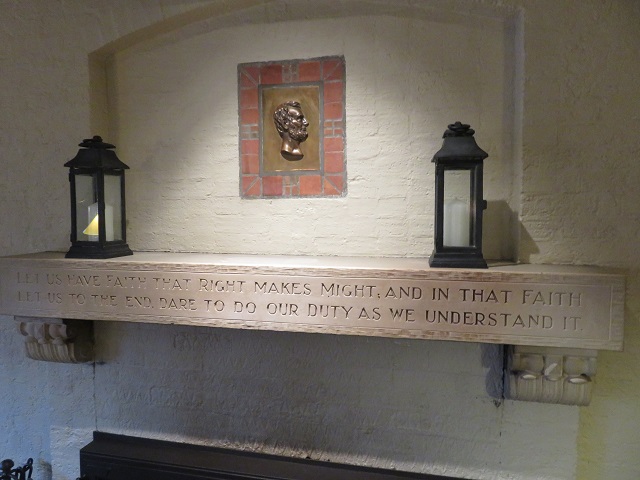 LET US HAVE FAITH THAT RIGHT MAKES MIGHT; AND IN THAT FAITH
LET US TO THE END, DARE TO DO OUR DUTY AS WE UNDERSTAND IT.